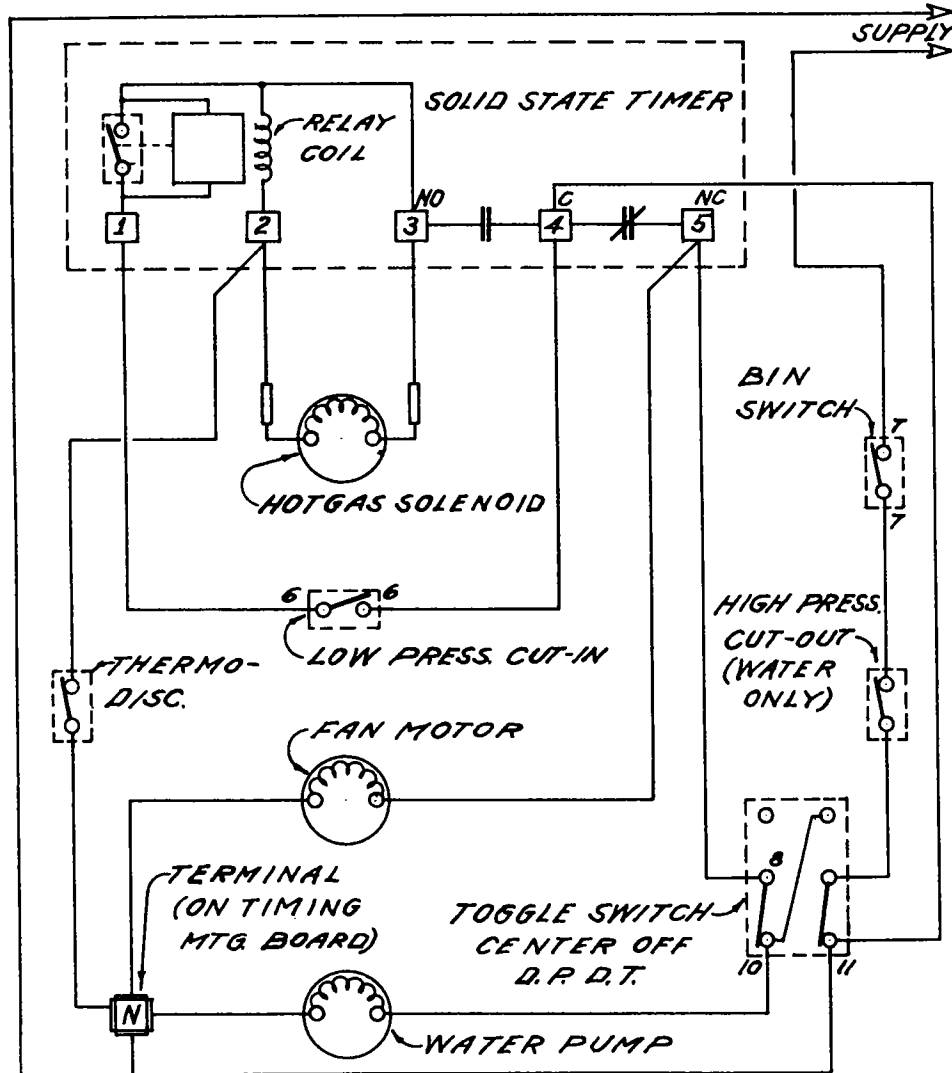 SUPPLY
SOLID STATE TIMER
RELAY
COIL
1
2
3
NO
4
C
5
NC
BIN
SWITCH
7
7
HOTGAS SOLENOID
6
6
LOW PRESS. CUT-IN
HIGH PRESS.
CUT-OUT
(WATER
ONLY)
THERMO-
DISC.
FAN MOTOR
TERMINAL
(ON TIMING
MTG. BOARD)
8
TOGGLE SWITCH
CENTER OFF
D.P.D.T.
10
11
N
WATER PUMP